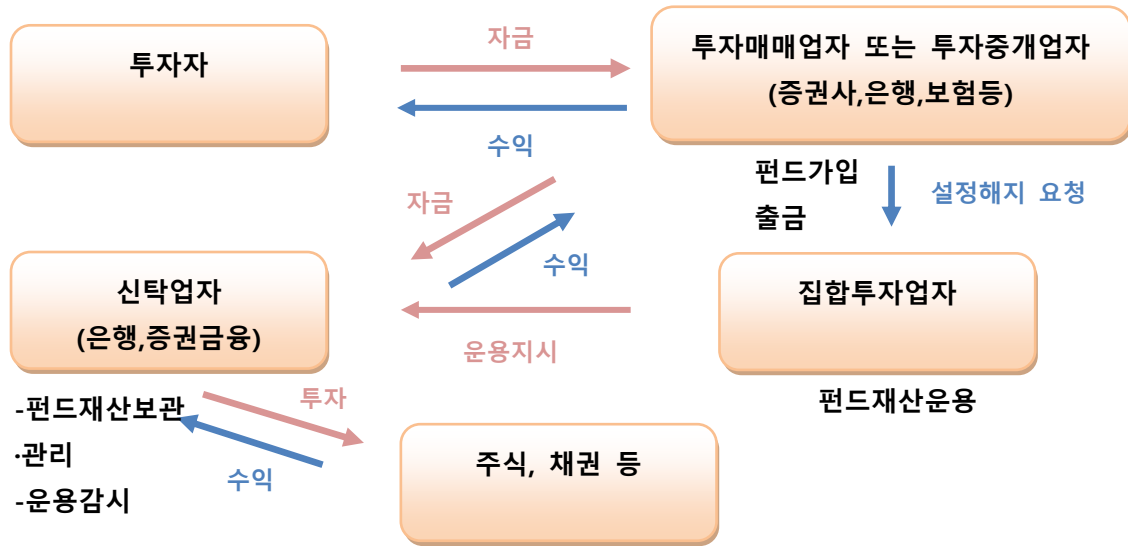 투자자
자금
수익
투자매매업자 또는 투자중개업자
(증권사,은행,보험등)
펀드가입
출금
설정해지 요청
자금
수익
신탁업자
(은행,증권금융)
운용지시
집합투자업자
펀드재산운용
-펀드재산보관
·관리
-운용감시
투자
수익
주식, 채권 등